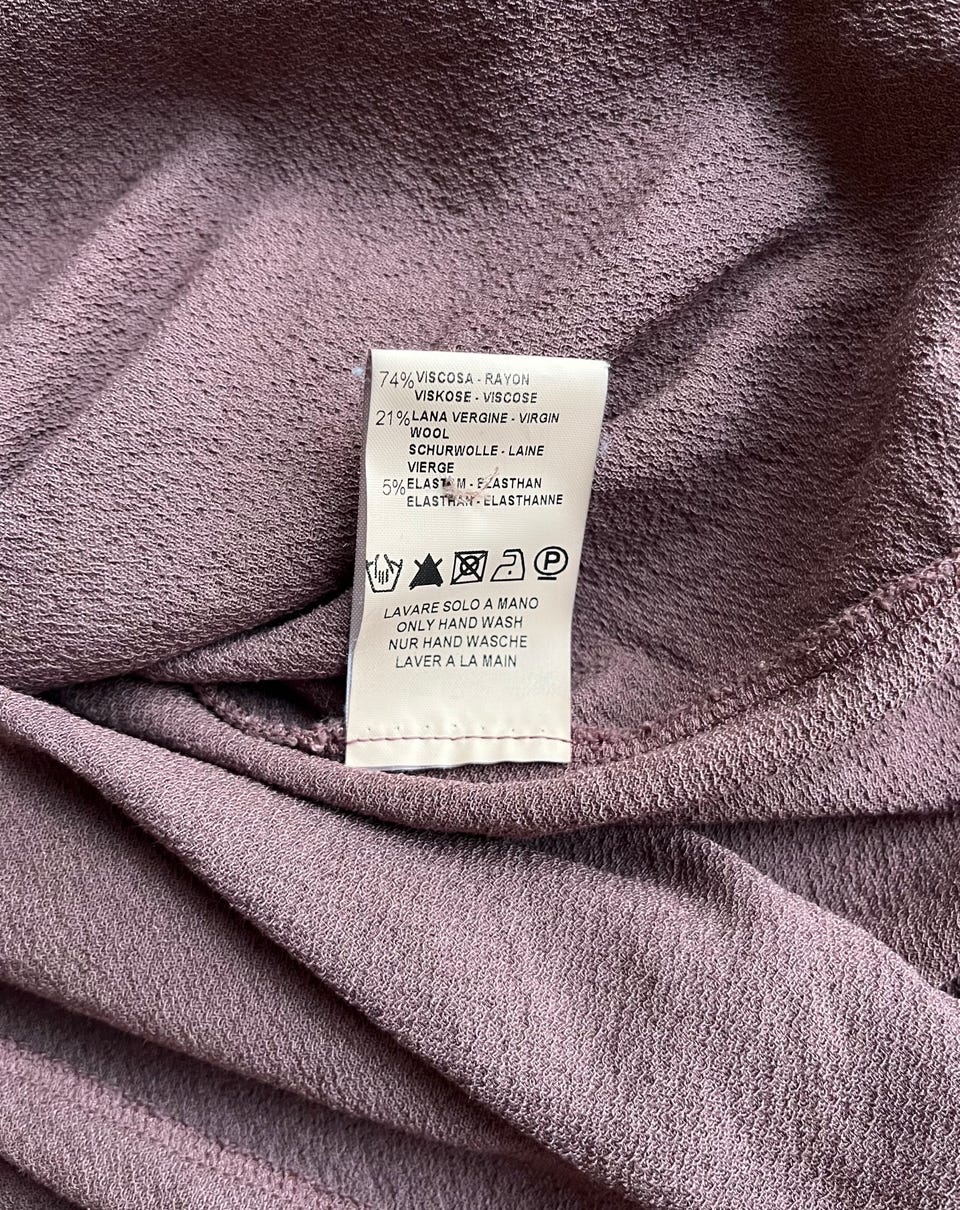 74% VISCOSA - RAYON
VISKOSE - VISCOSE
21% LANA VERGINE - VIRGIN
WOOL
SCHURWOLLE - LAINE
VIERGE
5% ELASTHAN
ELASTHAN - ELASTHANNE
P
LAVARE SOLO A MANO
ONLY HAND WASH
NUR HAND WASCHE
LAVER A LA MAIN